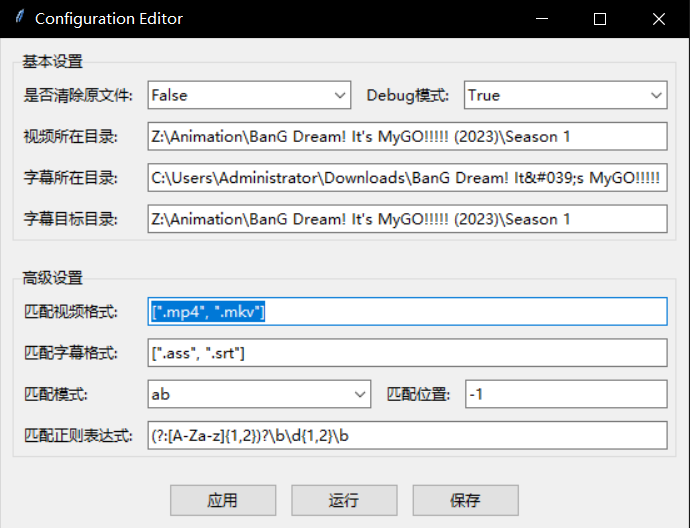 Configuration Editor
基本设置
是否清除原文件: False Debug模式: True
视频所在目录: Z:\Animation\BanG Dream! It's MyGO!!!!! (2023)\Season 1
字幕所在目录: C:\Users\Administrator\Downloads\BanG Dream! It&#039;s MyGO!!!!!
字幕目标目录: Z:\Animation\BanG Dream! It's MyGO!!!!! (2023)\Season 1
高级设置
匹配视频格式: [".mp4", ".mkv"]
匹配字幕格式: [".ass", ".srt"]
匹配模式: ab 匹配位置: -1
匹配正则表达式: (?:[A-Za-z]{1,2})?\b\d{1,2}\b
应用 运行 保存